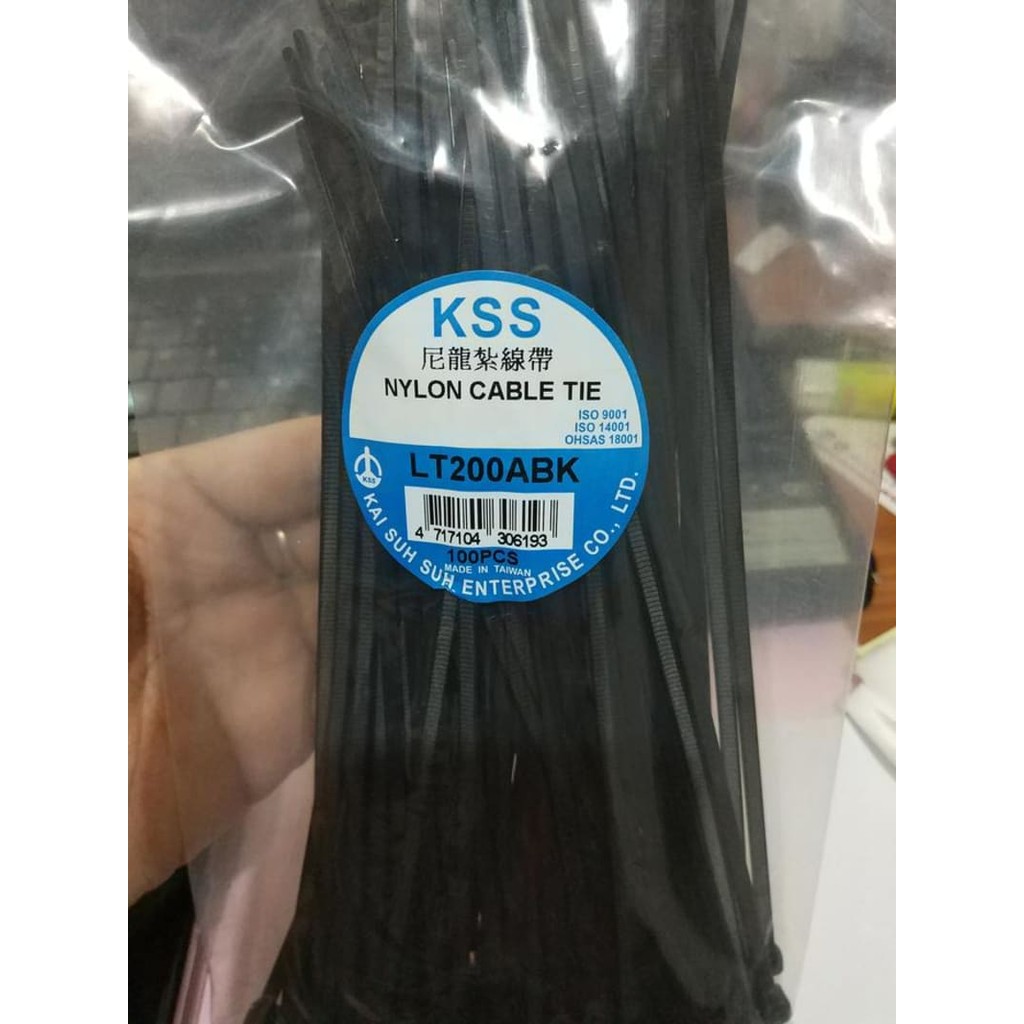 KSS
尼龍紮線帶
NYLON CABLE TIE
ISO 9001
ISO 14001
OHSAS 18001
KSS
LT200ABK
4 717104 306193
100PCS
MADE IN TAIWAN
KAI SUH SUH ENTERPRISE CO., LTD.